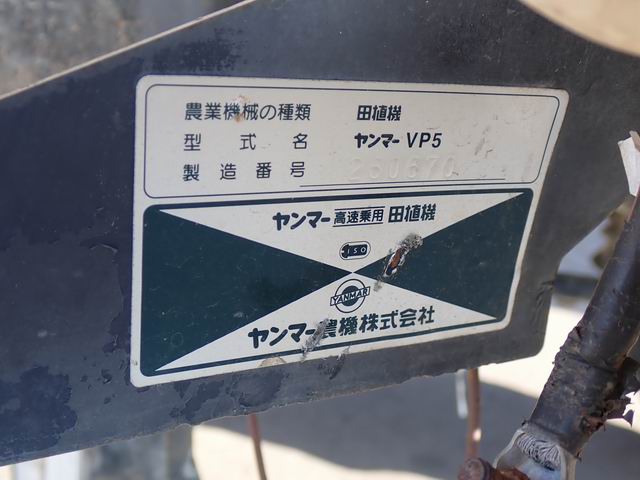 農業機械の種類 田植機
型式名 ヤンマー VP5
製造番号 260670
ヤンマー 高速乗用 田植機
ISO
YANMAR
ヤンマー農機株式会社